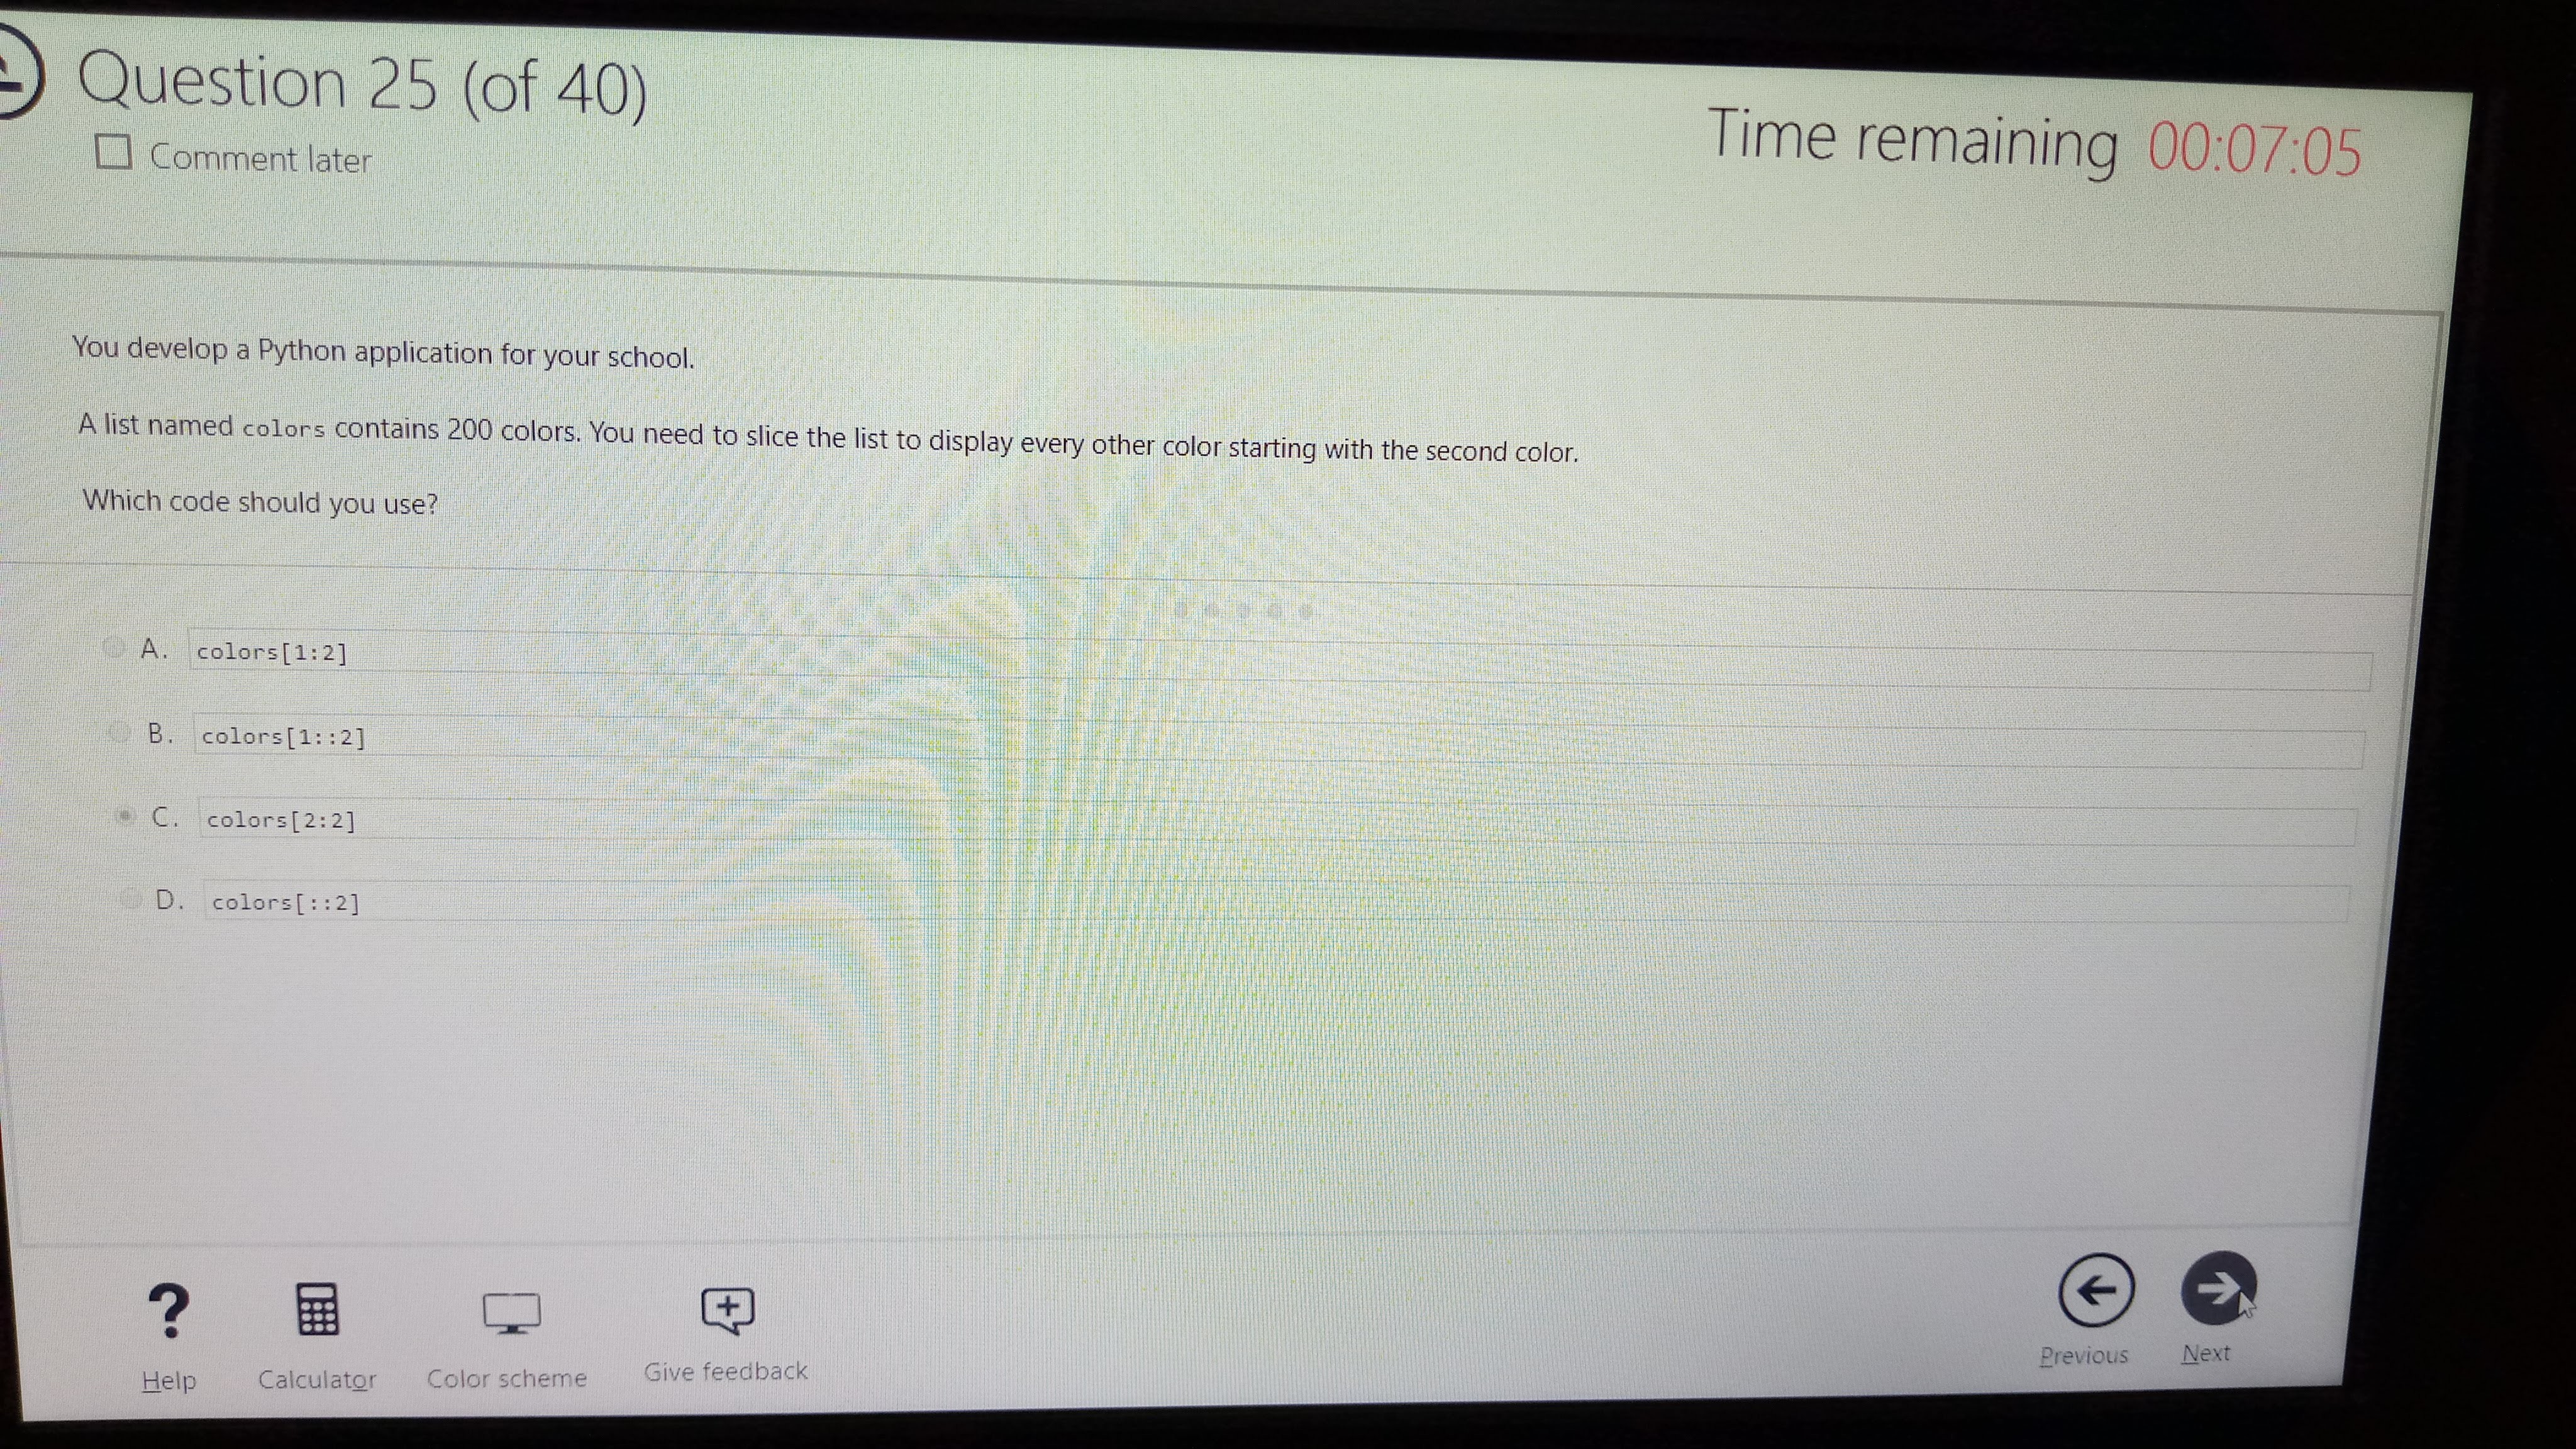 Question 25 (of 40)
Comment later
Time remaining 00:07:05
You develop a Python application for your school.
A list named colors contains 200 colors. You need to slice the list to display every other color starting with the second color.
Which code should you use?
A. colors[1:2]
B. colors[1::2]
C. colors[2:2]
D. colors[::2]
Help
Calculator
Color scheme
Give feedback
Previous
Next